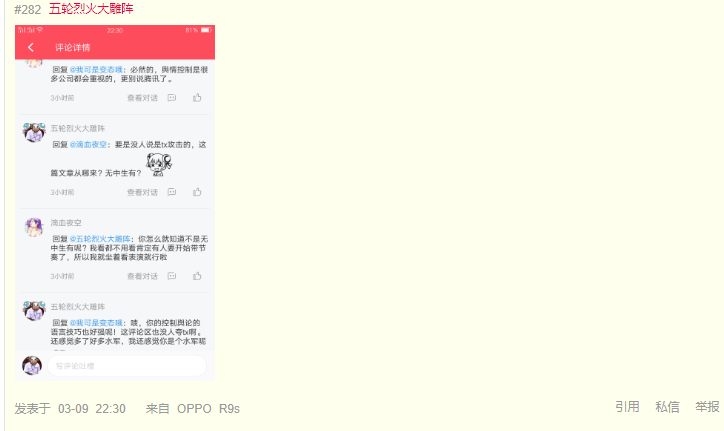 #282 五轮烈火大雕阵
22:30
81%
评论详情
回复 @我可是变态哦：必然的，舆情控制是很
多公司都会重视的，更别说腾讯了。
3小时前 查看对话
五轮烈火大雕阵
回复 @滴血夜空：要是没人说是tx攻击的，这
篇文章从哪来？无中生有？
3小时前 查看对话
滴血夜空
回复 @五轮烈火大雕阵：你怎么就知道不是无
中生有呢？我看都不用看肯定有人要开始带节
奏了，所以我就坐着看表演就行啦
3小时前 查看对话
五轮烈火大雕阵
回复 @我可是变态哦：啧，你的控制舆论的
语言技巧也好强呢！这评论区也没人夸tx啊。
还感觉多了好多水军，我还感觉你是个水军呢
写评论吐槽
发表于 03-09 22:30 来自 OPPO R9s 引用 私信 举报